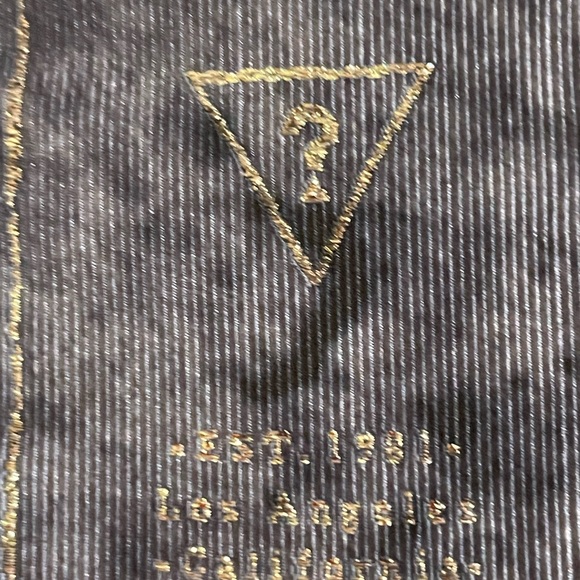 ?
-EST.1981-
Los Angeles
-California-